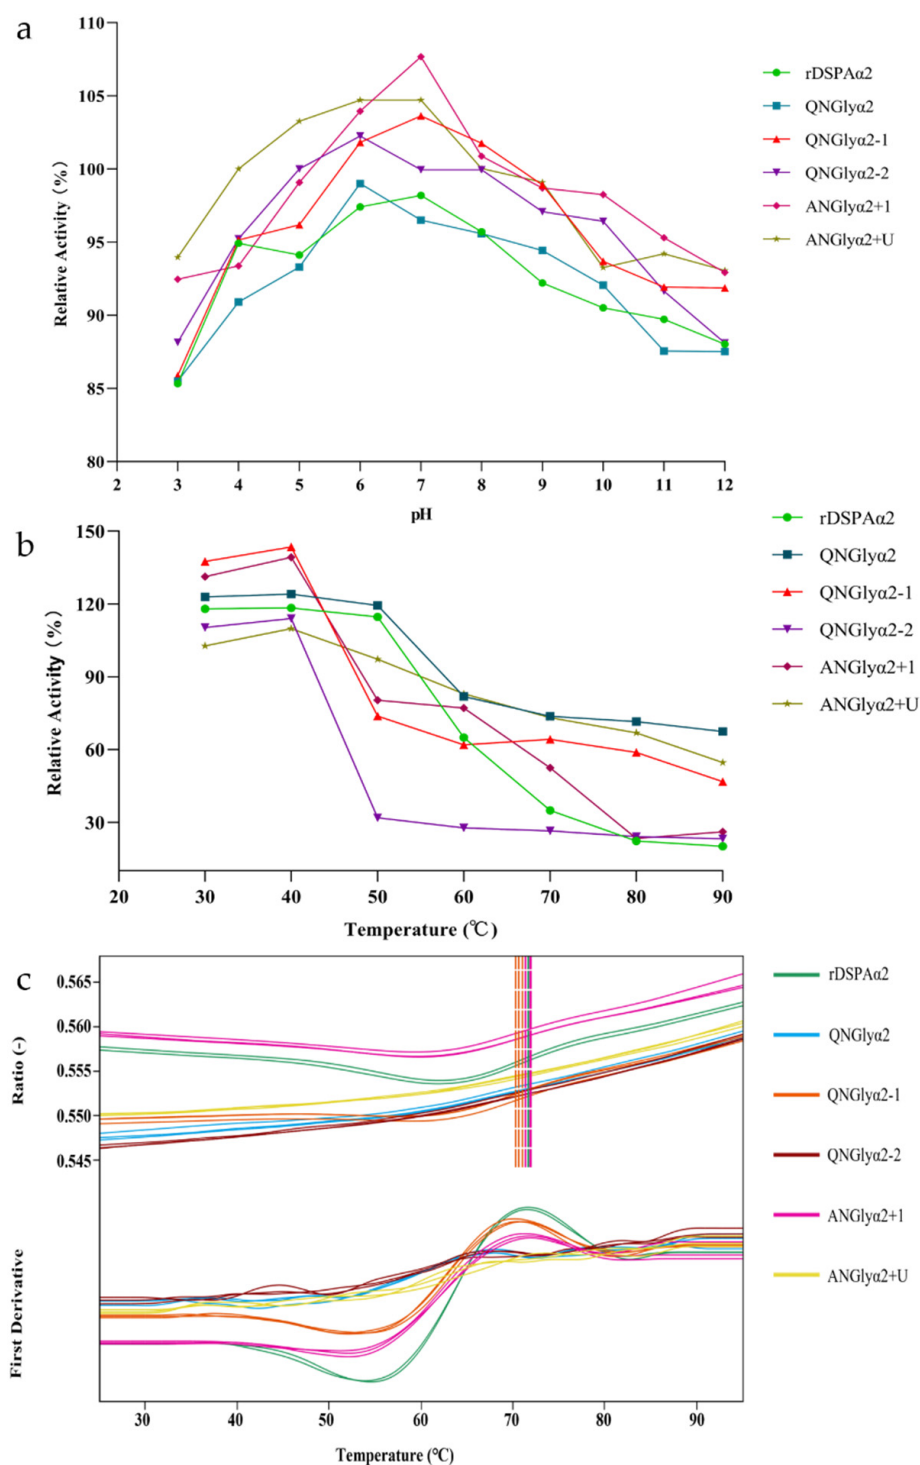 a
110
105
100
95
90
85
80
Relative Activity (%)
2 3 4 5 6 7 8 9 10 11 12
pH
rDSPAα2
QNGlyα2
QNGlyα2-1
QNGlyα2-2
ANGlyα2+1
ANGlyα2+U
b
150
120
90
60
30
Relative Activity (%)
20 30 40 50 60 70 80 90
Temperature (℃)
rDSPAα2
QNGlyα2
QNGlyα2-1
QNGlyα2-2
ANGlyα2+1
ANGlyα2+U
c
0.565
0.560
0.555
0.550
0.545
Ratio (-)
First Derivative
30 40 50 60 70 80 90
Temperature (℃)
rDSPAα2
QNGlyα2
QNGlyα2-1
QNGlyα2-2
ANGlyα2+1
ANGlyα2+U